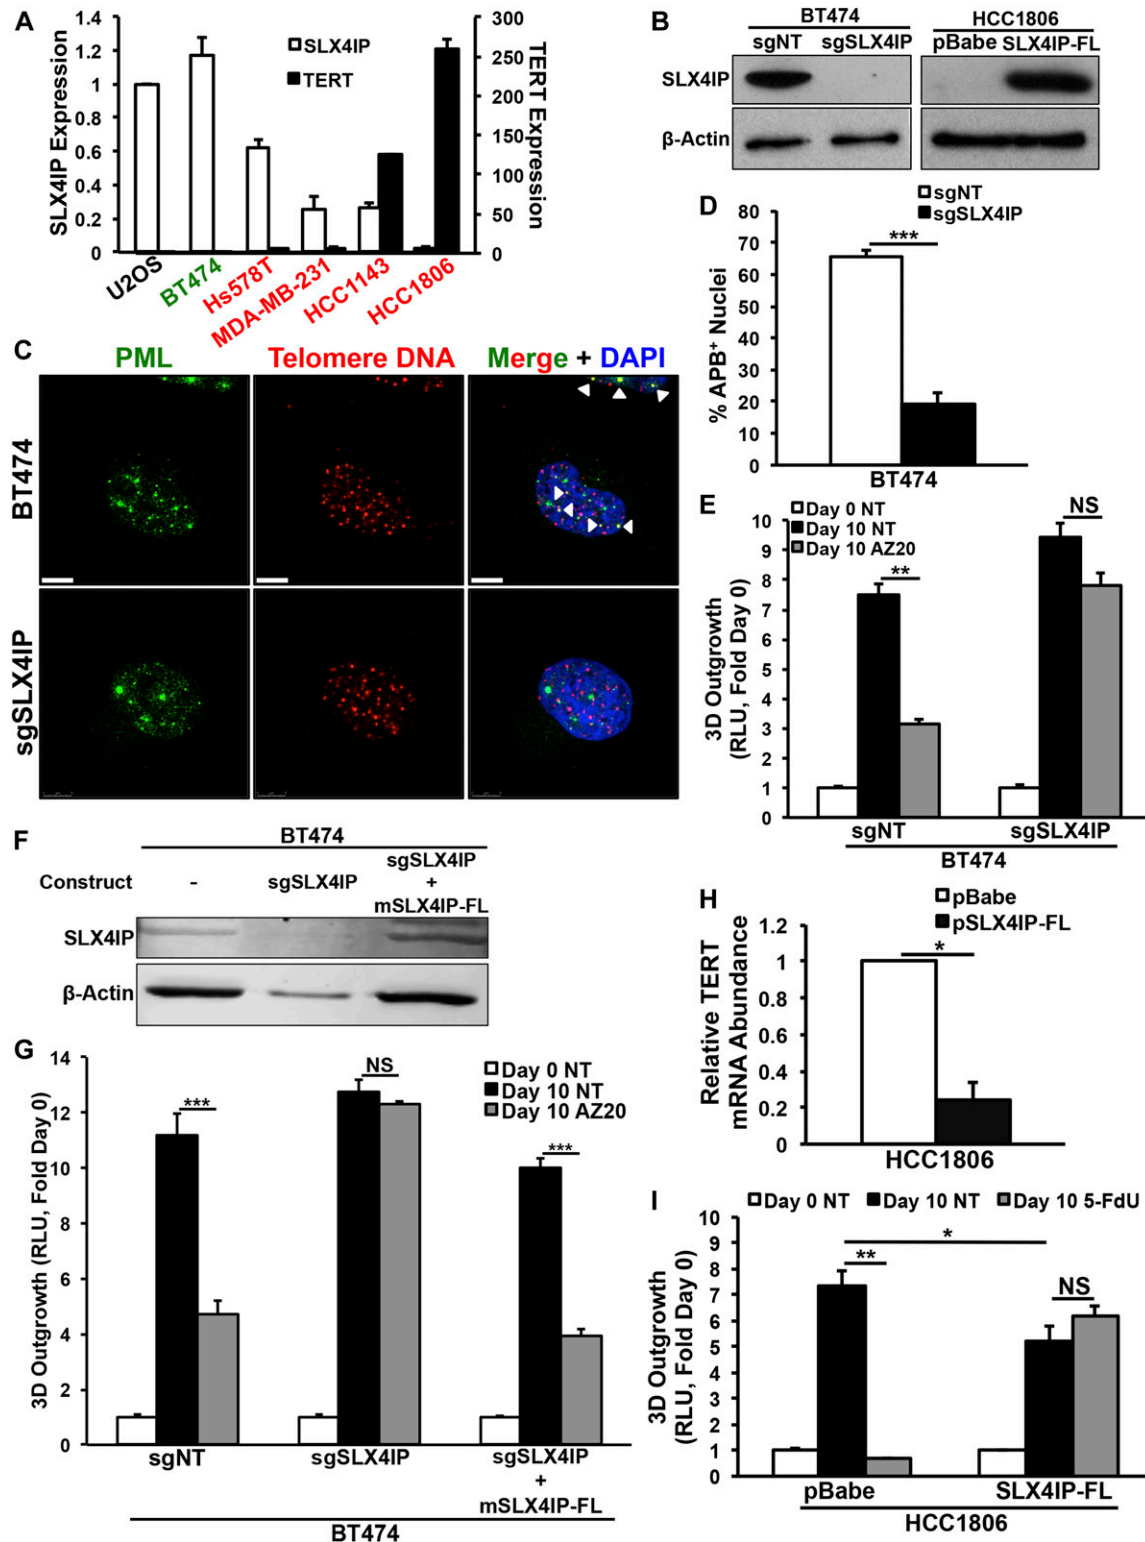 A
SLX4IP Expression
1.4
1.2
1
0.8
0.6
0.4
0.2
0
SLX4IP
TERT
300
250
200
150
100
50
0
TERT Expression
U2OS
BT474
Hs578T
MDA-MB-231
HCC1143
HCC1806
B
BT474
HCC1806
sgNT sgSLX4IP
pBabe SLX4IP-FL
SLX4IP
β-Actin
C
PML
Telomere DNA
Merge + DAPI
BT474
sgSLX4IP
D
sgNT
sgSLX4IP
% APB⁺ Nuclei
80
70
60
50
40
30
20
10
0
***
BT474
E
Day 0 NT
Day 10 NT
Day 10 AZ20
3D Outgrowth
(RLU, Fold Day 0)
10
9
8
7
6
5
4
3
2
1
0
**
NS
sgNT
sgSLX4IP
BT474
F
BT474
Construct
-
sgSLX4IP
sgSLX4IP
+
mSLX4IP-FL
SLX4IP
β-Actin
G
3D Outgrowth (RLU, Fold Day 0)
14
12
10
8
6
4
2
0
Day 0 NT
Day 10 NT
Day 10 AZ20
***
NS
***
sgNT
sgSLX4IP
sgSLX4IP
+
mSLX4IP-FL
BT474
H
pBabe
pSLX4IP-FL
Relative TERT
mRNA Abundance
1.2
1
0.8
0.6
0.4
0.2
0
*
HCC1806
I
Day 0 NT Day 10 NT Day 10 5-FdU
3D Outgrowth
(RLU, Fold Day 0)
10
9
8
7
6
5
4
3
2
1
0
*
**
NS
pBabe
SLX4IP-FL
HCC1806